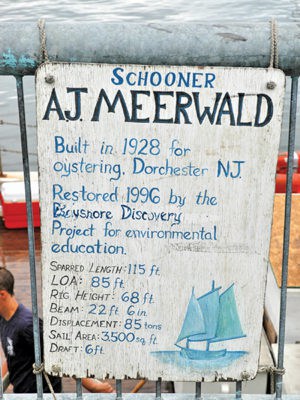 SCHOONER
A.J. MEERWALD
Built in 1928 for
oystering, Dorchester NJ.
Restored 1996 by the
Bayshore Discovery
Project for environmental
education.
SPARRED LENGTH: 115 ft.
LOA: 85 ft.
RIG HEIGHT: 68 ft.
BEAM: 22 ft. 6 in.
DISPLACEMENT: 85 tons
SAIL AREA: 3,500 sq. ft.
DRAFT: 6 ft.